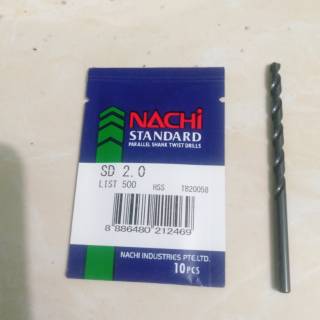 NACHi
STANDARD
PARALLEL SHANK TWIST DRILLS
SD 2.0
LIST 500 HSS T820058
8 886480 212469
NACHI INDUSTRIES PTE.LTD.
10PCS